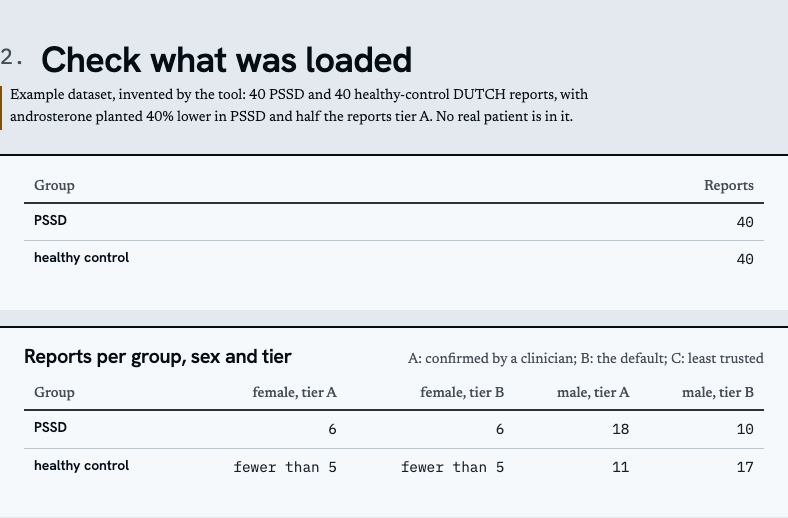 2. Check what was loaded
Example dataset, invented by the tool: 40 PSSD and 40 healthy-control DUTCH reports, with
androsterone planted 40% lower in PSSD and half the reports tier A. No real patient is in it.
Group Reports
PSSD 40
healthy control 40
Reports per group, sex and tier A: confirmed by a clinician; B: the default; C: least trusted
Group female, tier A female, tier B male, tier A male, tier B
PSSD 6 6 18 10
healthy control fewer than 5 fewer than 5 11 17